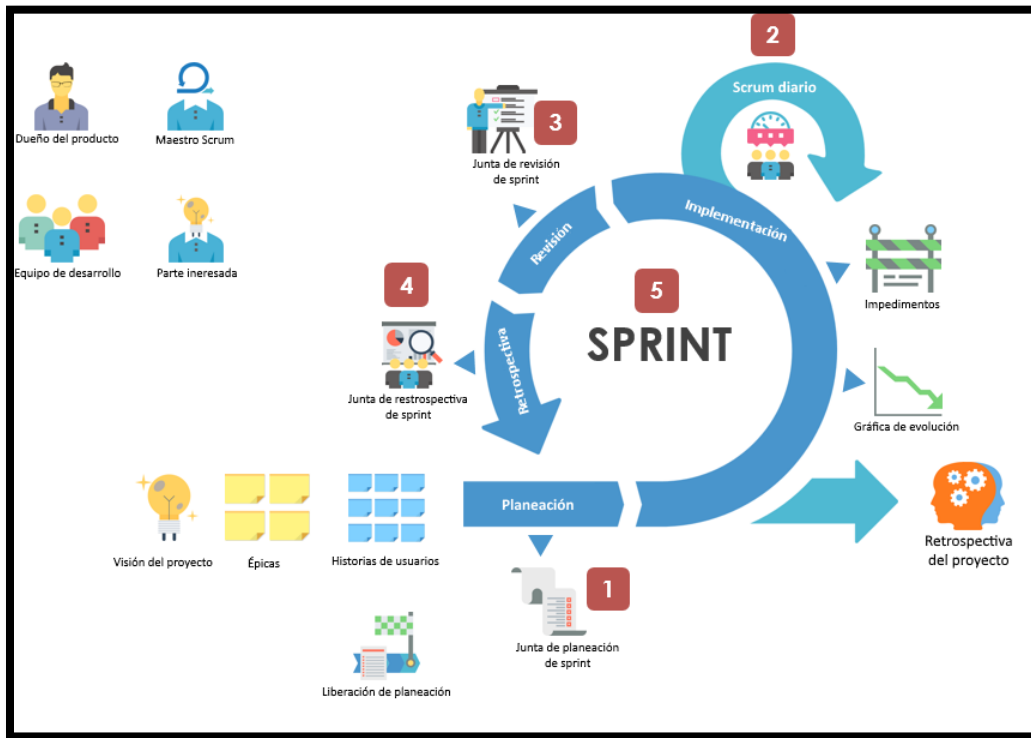 2
Scrum diario
Dueño del producto
Maestro Scrum
3
Junta de revisión
de sprint
Equipo de desarrollo
Parte ineresada
Revisión
Implementación
Impedimentos
4
5
SPRINT
Junta de restrospectiva
de sprint
Retrospectiva
Gráfica de evolución
Visión del proyecto
Épicas
Historias de usuarios
Planeación
Retrospectiva
del proyecto
1
Junta de planeación
de sprint
Liberación de planeación